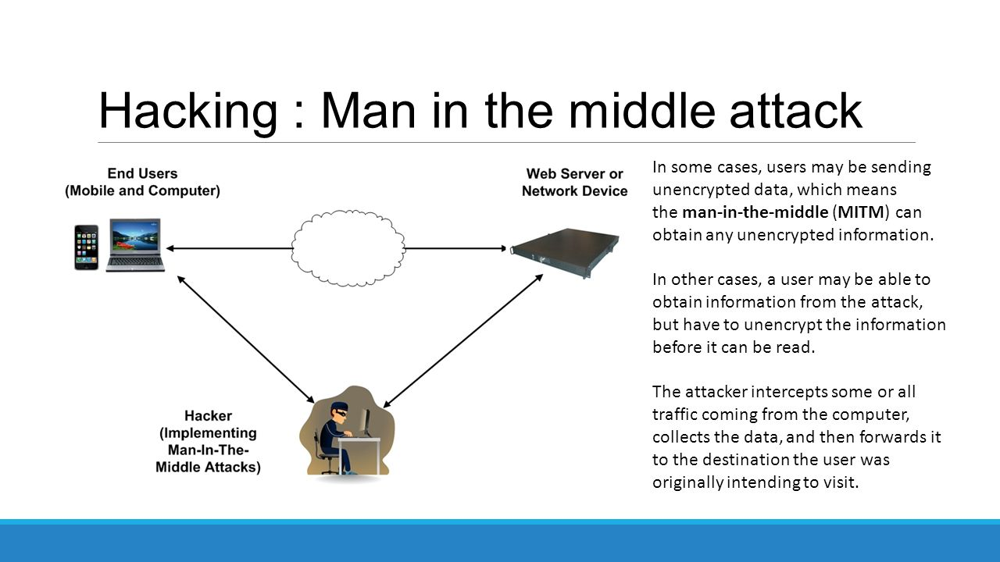 Hacking : Man in the middle attack
End Users
(Mobile and Computer)
Web Server or
Network Device
Hacker
(Implementing
Man-In-The-
Middle Attacks)
In some cases, users may be sending
unencrypted data, which means
the man-in-the-middle (MITM) can
obtain any unencrypted information.
In other cases, a user may be able to
obtain information from the attack,
but have to unencrypt the information
before it can be read.
The attacker intercepts some or all
traffic coming from the computer,
collects the data, and then forwards it
to the destination the user was
originally intending to visit.